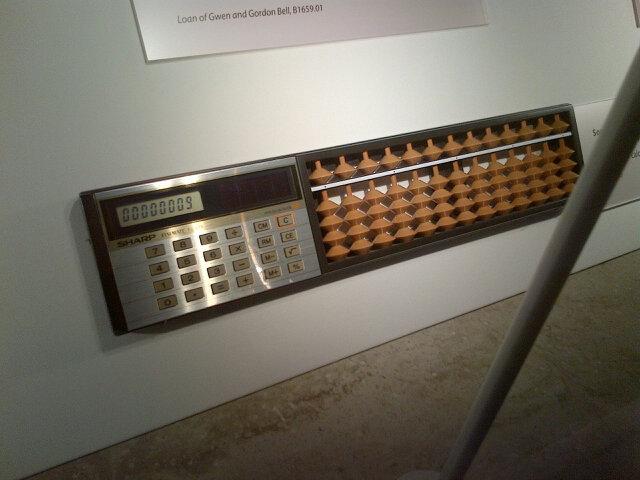 Loan of Gwen and Gordon Bell, B1659.01
00000009
SHARP
7 8 9 ÷ CM C
4 5 6 × RM CE
1 2 3 − M− √
0 • = + M+ %